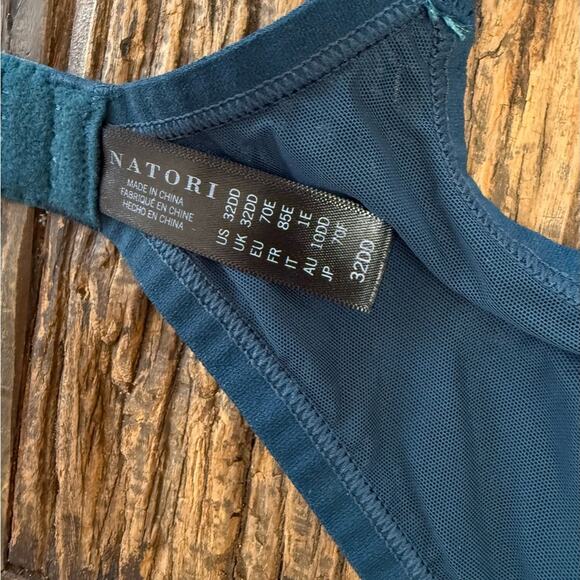 NATORI
MADE IN CHINA
FABRIQUÉ EN CHINE
HECHO EN CHINA
US 32DD
UK 32DD
EU 70E
FR 85E
IT 1E
AU 10DD
JP 70F
32DD